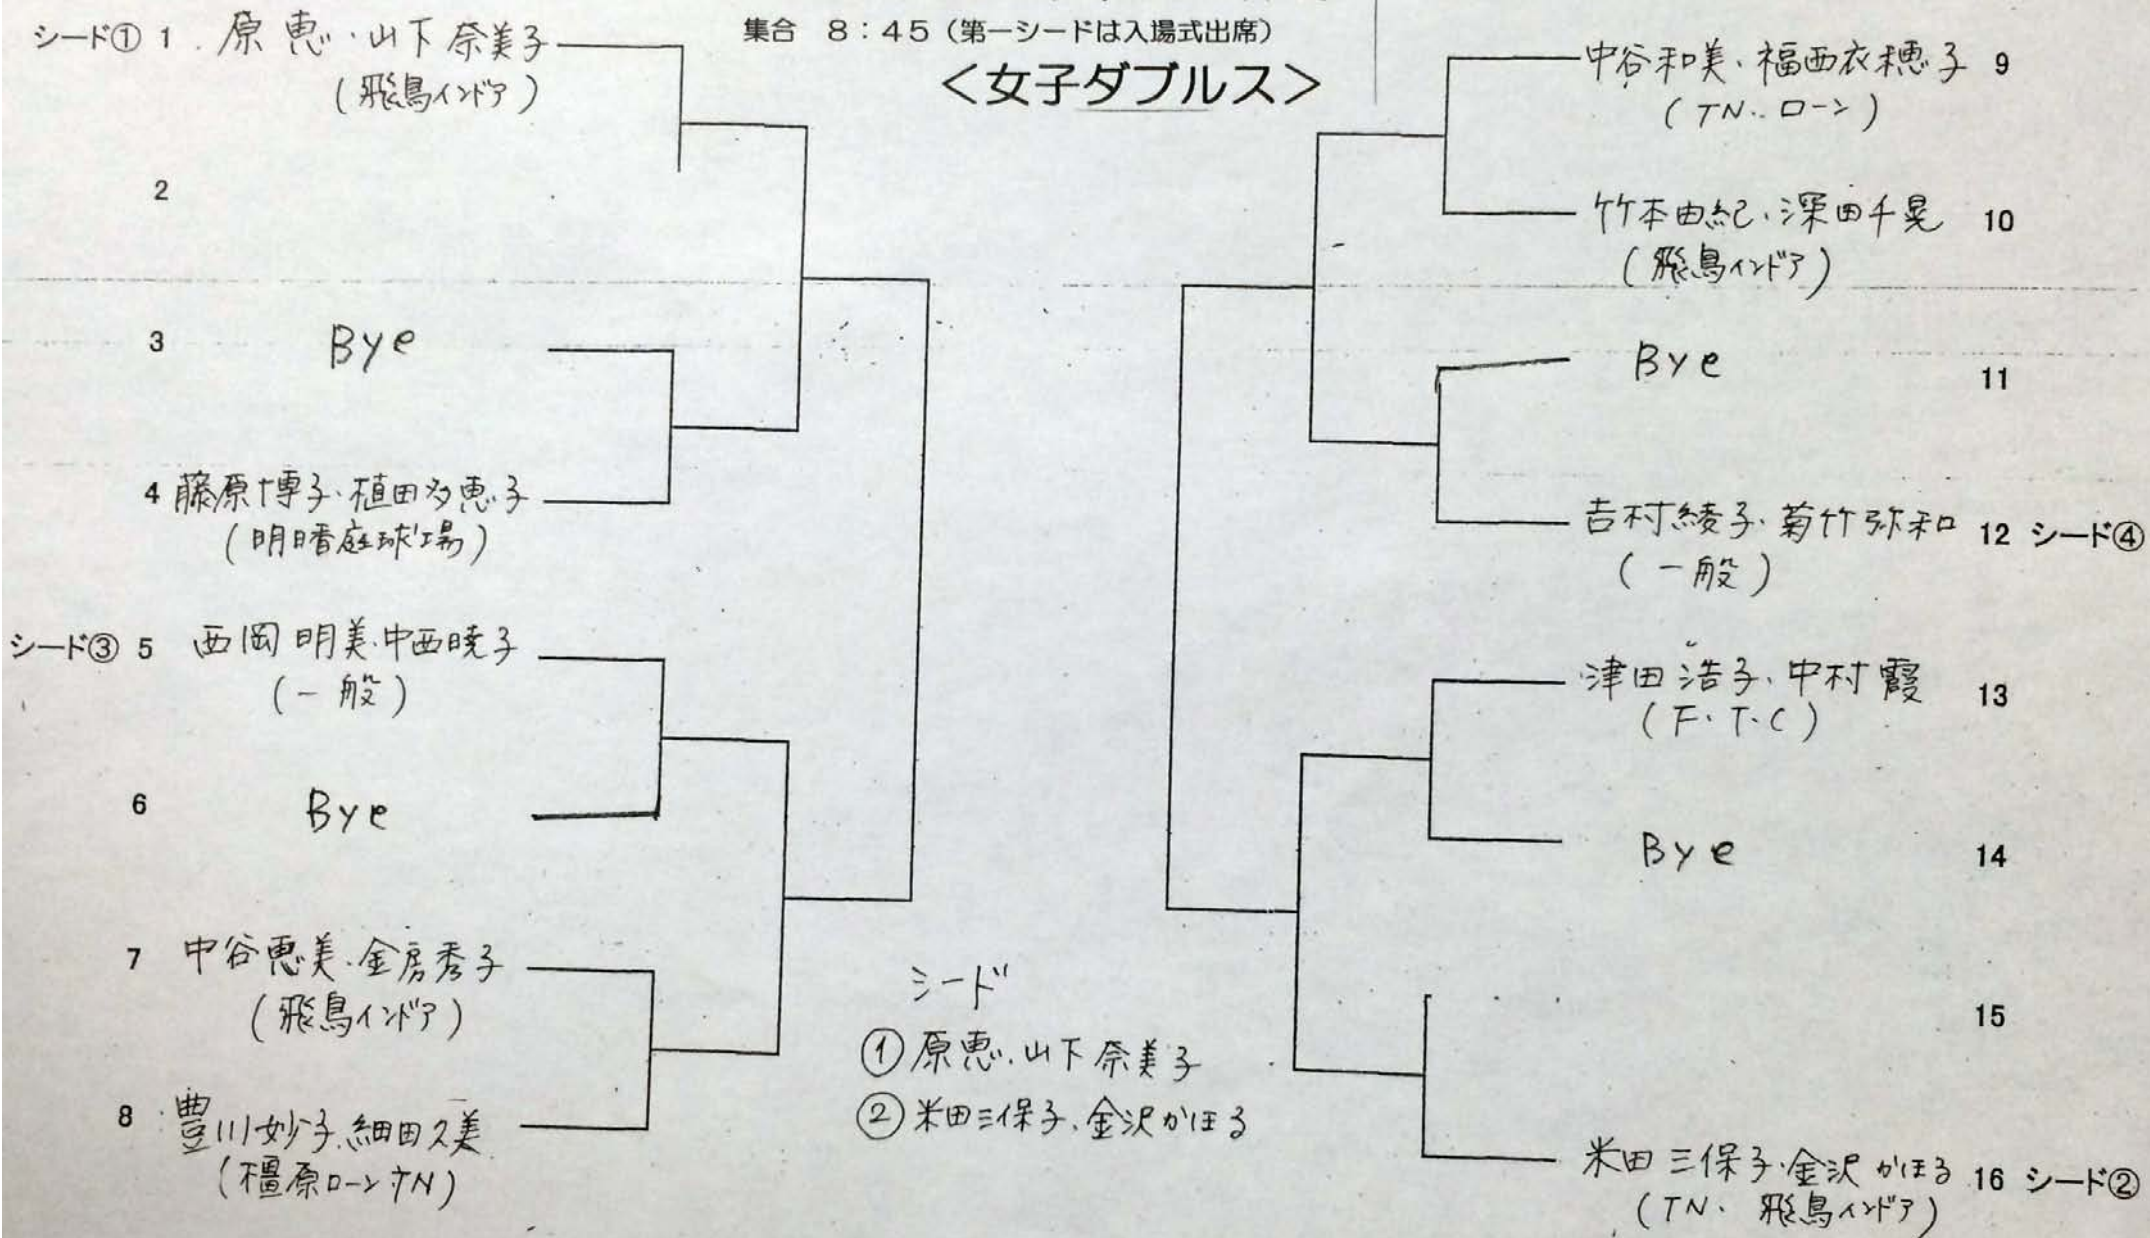 集合 8：45（第一シードは入場式出席）
＜女子ダブルス＞
シード① 1 原 恵・山下 奈美子
(飛鳥インドア)
2
3 Bye
4 藤原博子・植田多恵子
(明日香庭球場)
シード③ 5 西岡 明美・中西暁子
(一般)
6 Bye
7 中谷恵美・金房秀子
(飛鳥インドア)
8 豊川妙子・細田久美
(橿原ローン・TN)
中谷和美・福西衣穂子 9
(TN・ローン)
竹本由紀・深田千晃 10
(飛鳥インドア)
Bye 11
吉村綾子・菊竹弥和 12 シード④
(一般)
津田 浩子・中村 霞 13
(F・T・C)
Bye 14
15
米田 三保子・金沢 かほる 16 シード②
(TN・飛鳥インドア)
シード
① 原恵・山下奈美子
② 米田三保子・金沢かほる